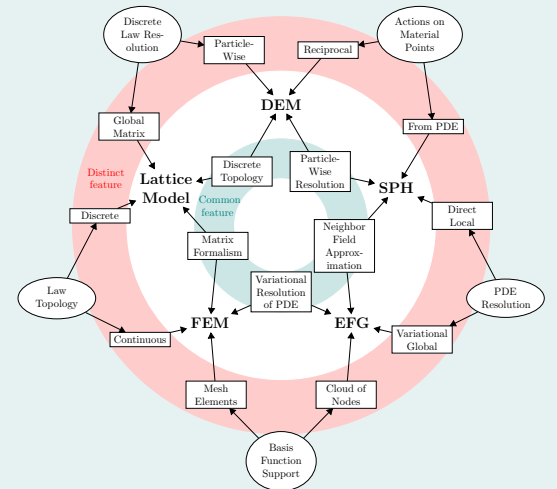 Discrete
Law Res-
olution
Actions on
Material
Points
Particle-
Wise
Reciprocal
DEM
Global
Matrix
From PDE
Distinct
feature
Lattice
Model
Discrete
Topology
Particle-
Wise
Resolution
SPH
Common
feature
Discrete
Direct
Local
Matrix
Formalism
Neighbor
Field
Approx-
imation
Law
Topology
Variational
Resolution
of PDE
PDE
Resolution
FEM
EFG
Continuous
Variational
Global
Mesh
Elements
Cloud of
Nodes
Basis
Function
Support